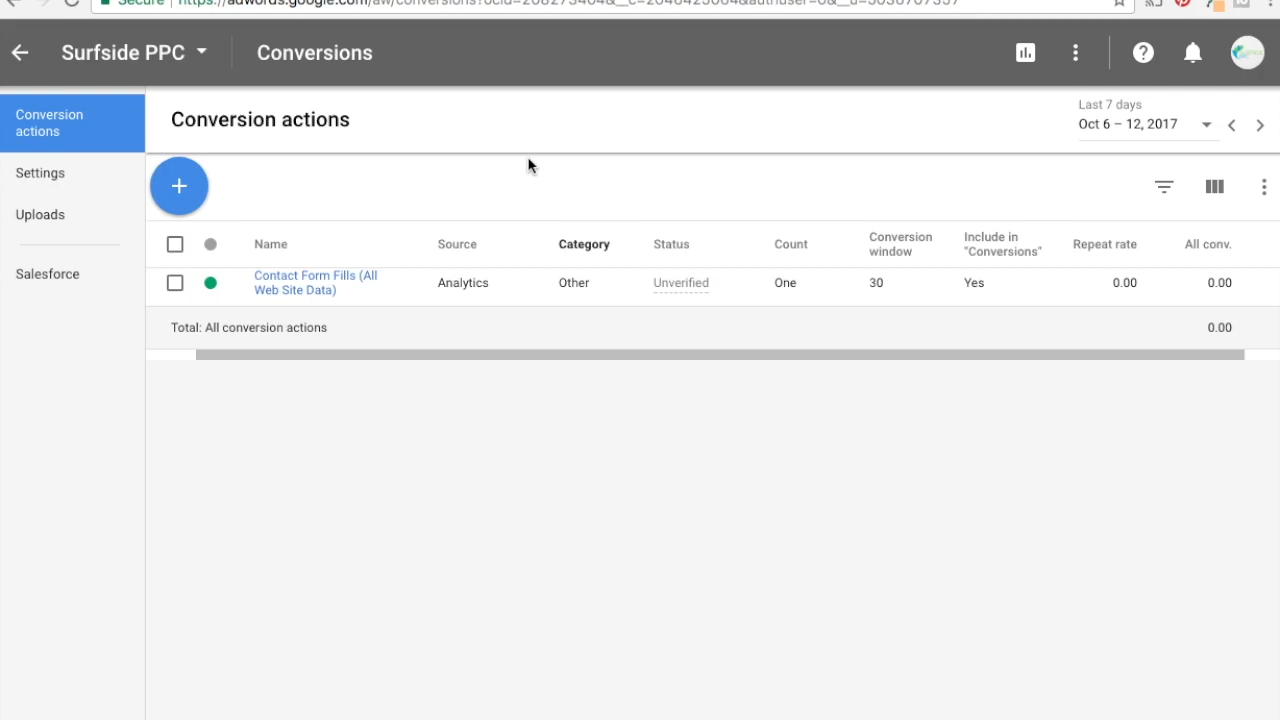 Secure
Surfside PPC
Conversions
Conversion
actions
Settings
Uploads
Salesforce
Conversion actions
Last 7 days
Oct 6 – 12, 2017
Name
Source
Category
Status
Count
Conversion
window
Include in
"Conversions"
Repeat rate
All conv.
Contact Form Fills (All
Web Site Data)
Analytics
Other
Unverified
One
30
Yes
0.00
0.00
Total: All conversion actions
0.00